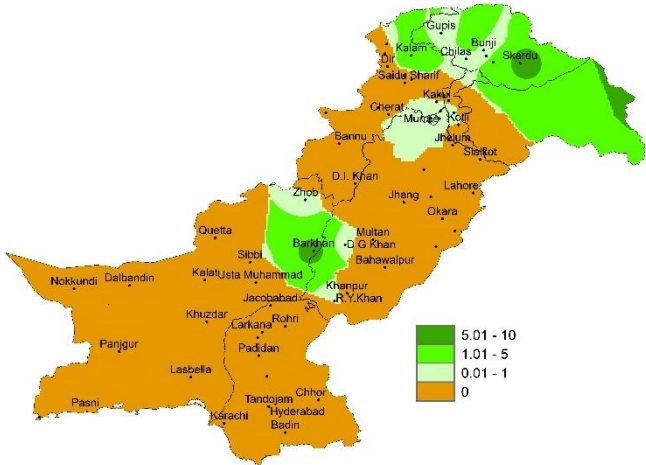 Gupis
Kalam
Bunji
Chilas
Skardu
Dir
Saidu Sharif
Kakul
Cherat
Murree
Kotli
Bannu
Jhelum
Sialkot
D.I. Khan
Zhob
Jhang
Lahore
Okara
Quetta
Multan
Barkhan
D G Khan
Sibbi
Bahawalpur
Nokkundi
Dalbandin
Kalat
Usta Muhammad
Khanpur
Jacobabad
R.Y.Khan
Khuzdar
Rohri
Larkana
Panjgur
Padidan
Lasbella
Pasni
Chhor
Tandojam
Hyderabad
Karachi
Badin
5.01 - 10
1.01 - 5
0.01 - 1
0